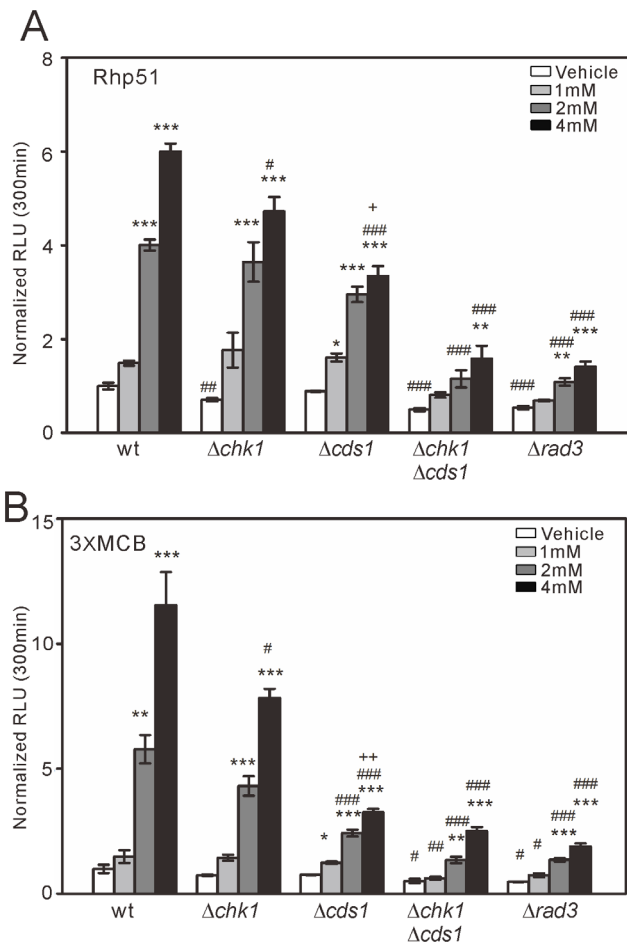 A
8
Rhp51
Vehicle
1mM
2mM
4mM
***
6
#
***
***
***
+
###
***
***
4
Normalized RLU (300min)
*
2
##
###
###
###
**
###
###
**
###
***
0
wt
Δchk1
Δcds1
Δchk1
Δcds1
Δrad3
B
15
3XMCB
Vehicle
1mM
2mM
4mM
***
#
***
10
**
***
Normalized RLU (300min)
5
++
###
***
###
***
*
###
***
###
**
##
#
###
***
###
***
#
#
0
wt
Δchk1
Δcds1
Δchk1
Δcds1
Δrad3